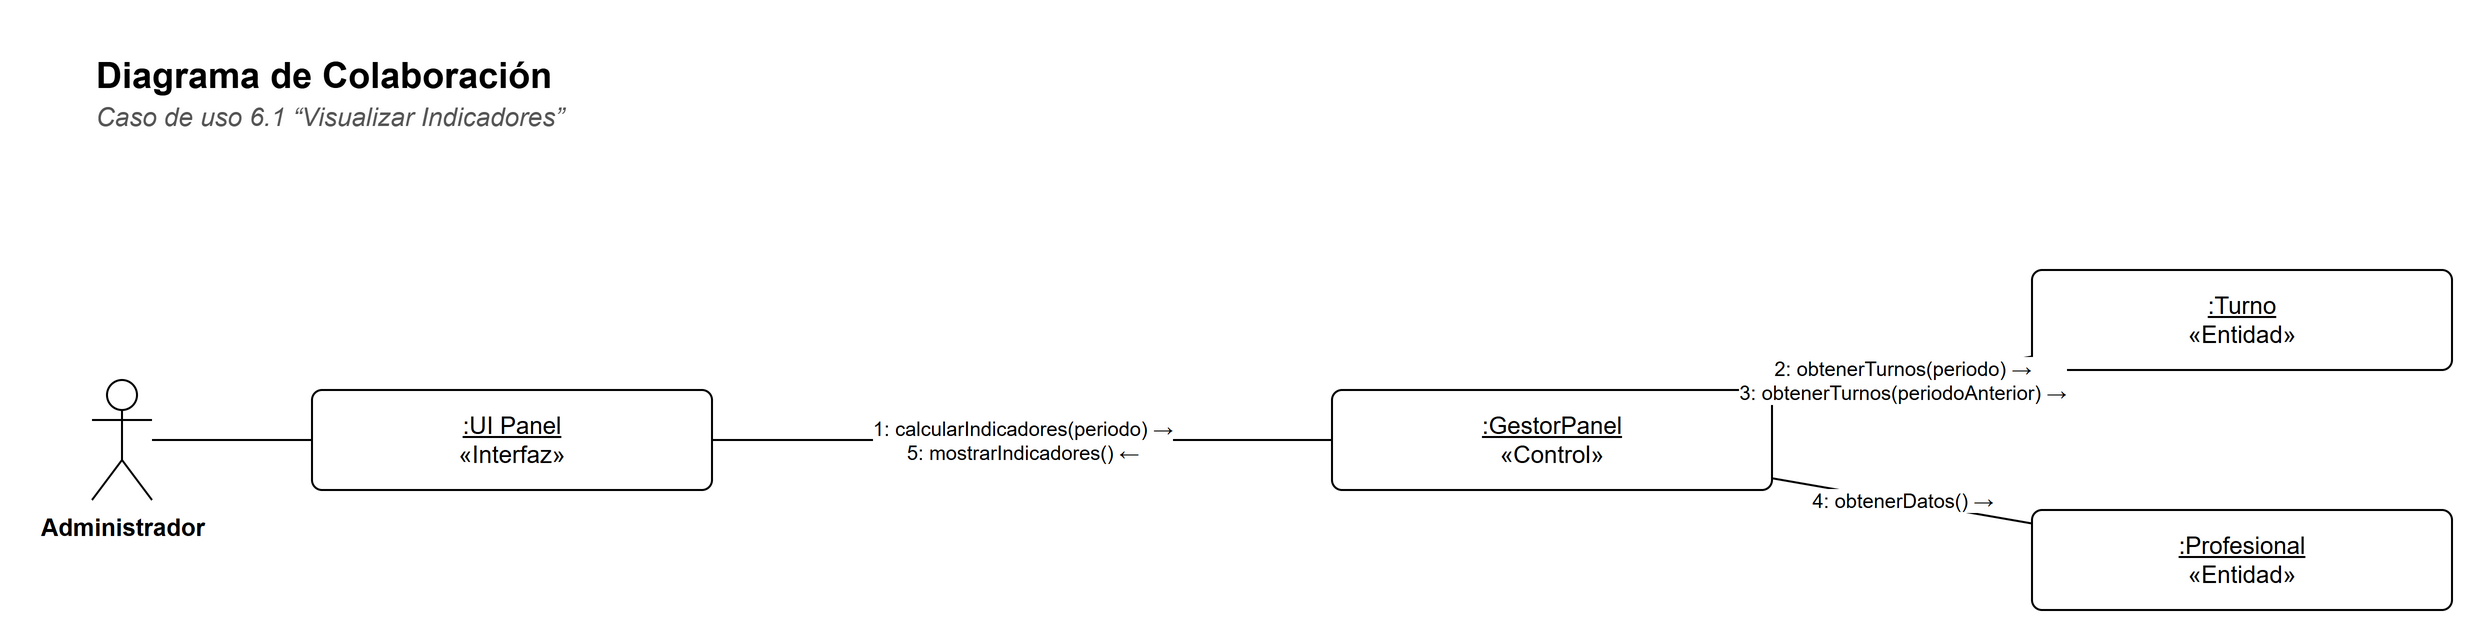 Diagrama de Colaboración
Caso de uso 6.1 “Visualizar Indicadores”
Administrador
:UI Panel
«Interfaz»
1: calcularIndicadores(periodo) →
5: mostrarIndicadores() ←
:GestorPanel
«Control»
2: obtenerTurnos(periodo) →
3: obtenerTurnos(periodoAnterior) →
4: obtenerDatos() →
:Turno
«Entidad»
:Profesional
«Entidad»